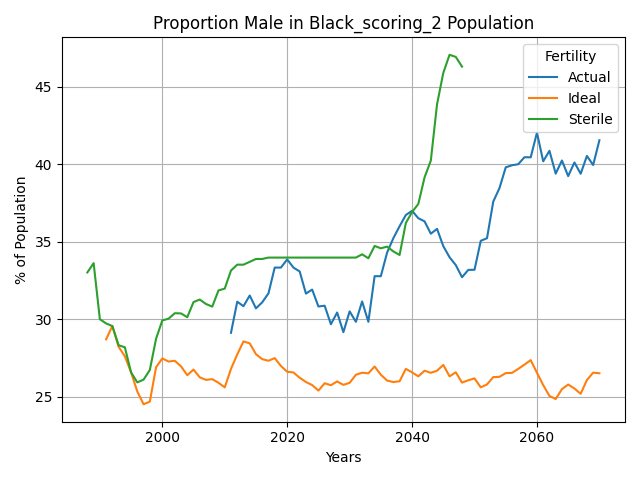 Proportion Male in Black_scoring_2 Population
% of Population
45
40
35
30
25
Fertility
Actual
Ideal
Sterile
2000
2020
2040
2060
Years